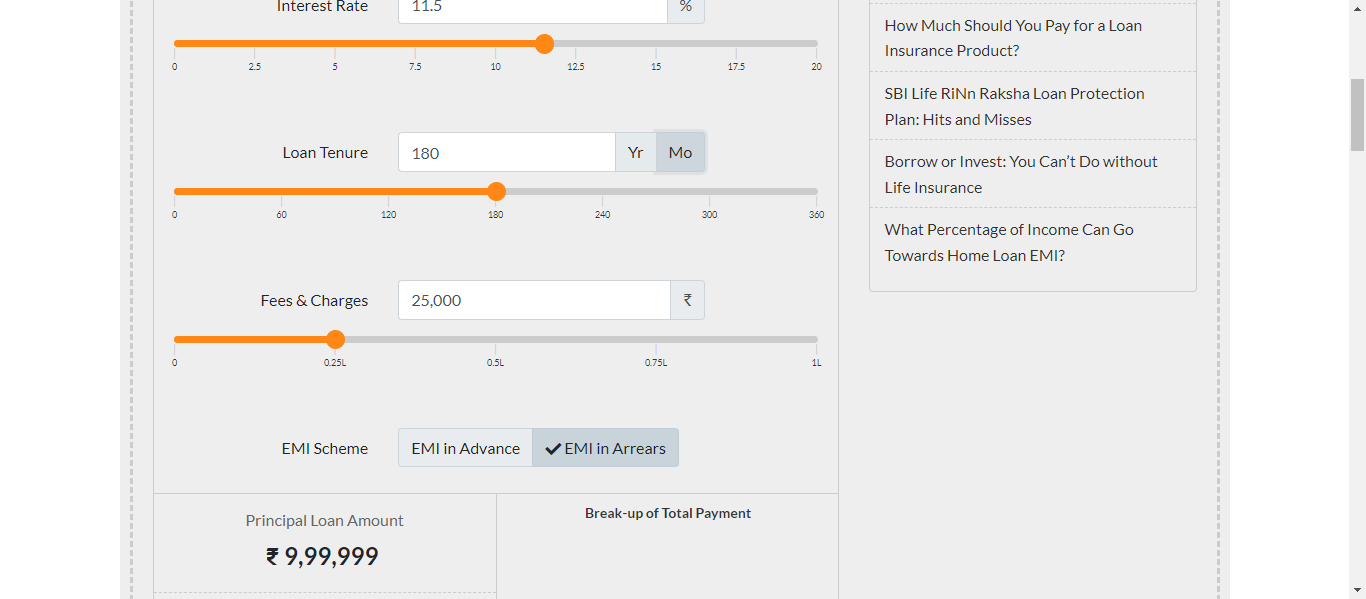 Interest Rate 11.5 %
0 2.5 5 7.5 10 12.5 15 17.5 20
Loan Tenure 180 Yr Mo
0 60 120 180 240 300 360
Fees & Charges 25,000 ₹
0 0.25L 0.5L 0.75L 1L
EMI Scheme EMI in Advance EMI in Arrears
Principal Loan Amount
₹ 9,99,999
Break-up of Total Payment
How Much Should You Pay for a Loan
Insurance Product?
SBI Life RiNn Raksha Loan Protection
Plan: Hits and Misses
Borrow or Invest: You Can’t Do without
Life Insurance
What Percentage of Income Can Go
Towards Home Loan EMI?